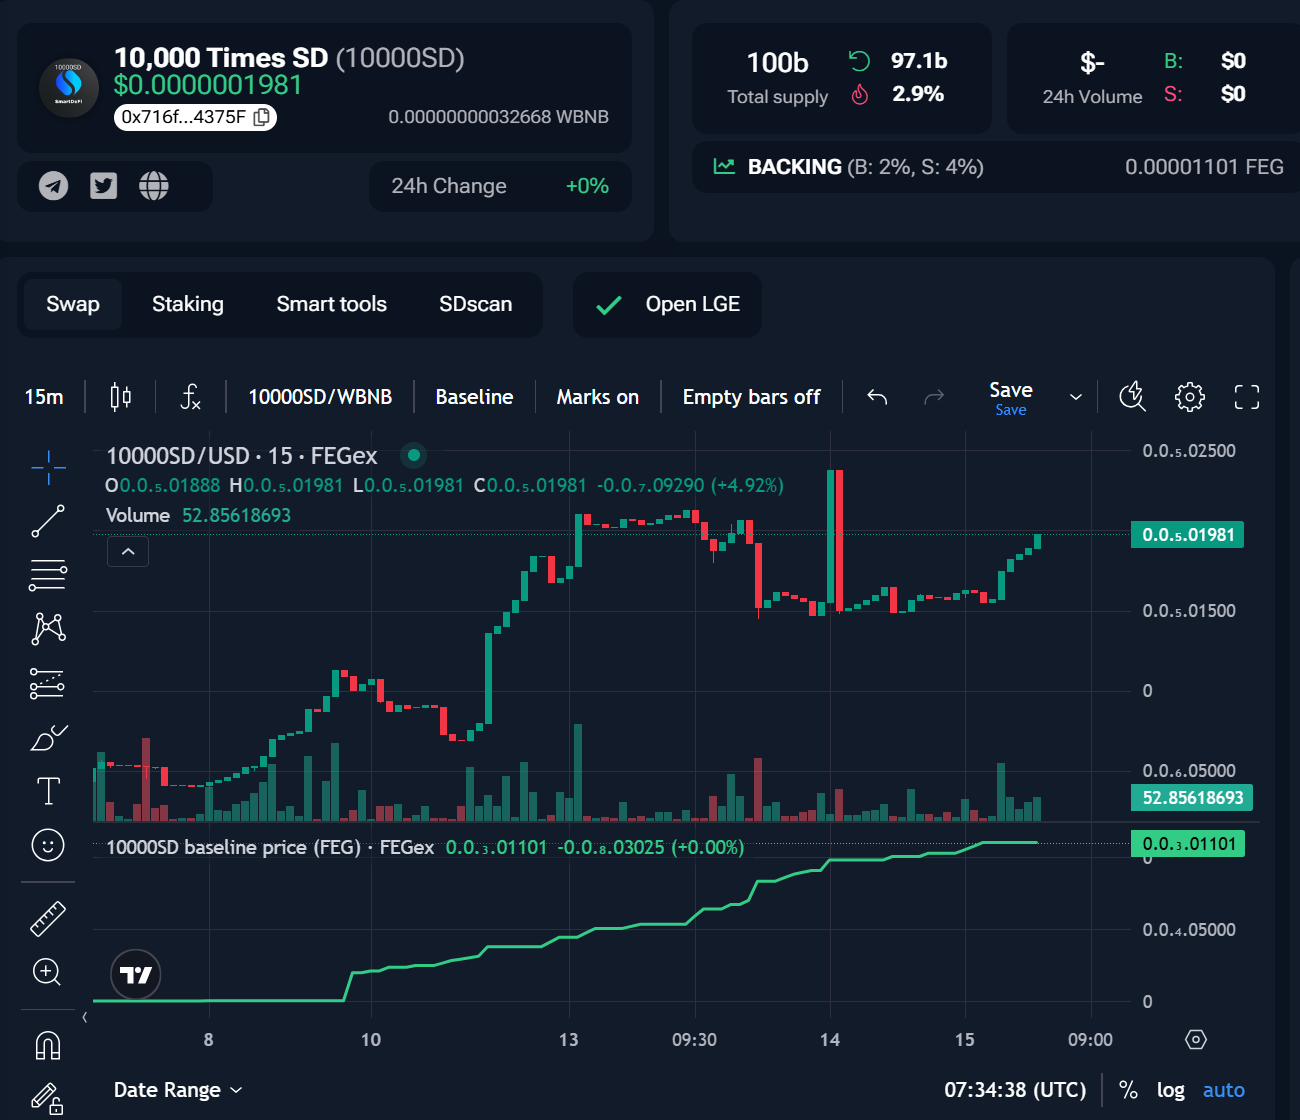 10000SD
SmartDeFi
10,000 Times SD (10000SD)
$0.0000001981
0x716f...4375F
0.00000000032668 WBNB
24h Change +0%
100b 97.1b
Total supply 2.9%
$- B: $0
24h Volume S: $0
BACKING (B: 2%, S: 4%) 0.00001101 FEG
Swap Staking Smart tools SDscan Open LGE
15m 10000SD/WBNB Baseline Marks on Empty bars off Save
Save
10000SD/USD · 15 · FEGex
O0.0.₅.01888 H0.0.₅.01981 L0.0.₅.01981 C0.0.₅.01981 -0.0.₇.09290 (+4.92%)
Volume 52.85618693
0.0.₅.02500
0.0.₅.01981
0.0.₅.01500
0
0.0.₆.05000
52.85618693
10000SD baseline price (FEG) · FEGex 0.0.₃.01101 -0.0.₈.03025 (+0.00%)
0.0.₃.01101
0
0.0.₄.05000
0
8 10 13 09:30 14 15 09:00
Date Range 07:34:38 (UTC) % log auto